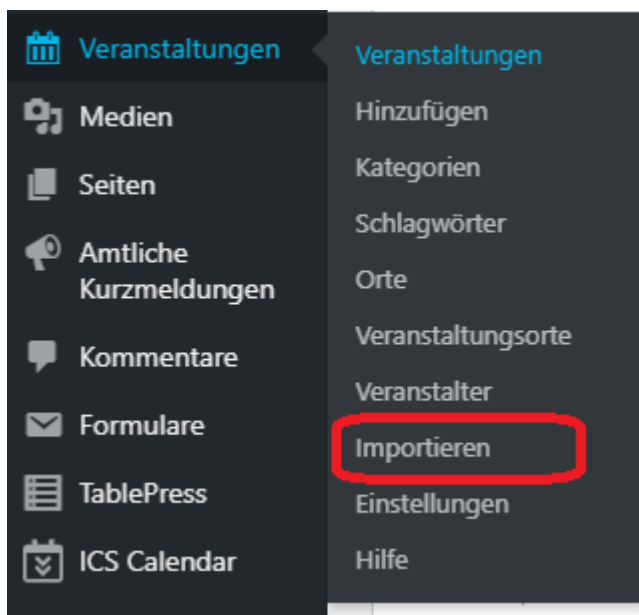 Veranstaltungen
Medien
Seiten
Amtliche
Kurzmeldungen
Kommentare
Formulare
TablePress
ICS Calendar
Veranstaltungen
Hinzufügen
Kategorien
Schlagwörter
Orte
Veranstaltungsorte
Veranstalter
Importieren
Einstellungen
Hilfe